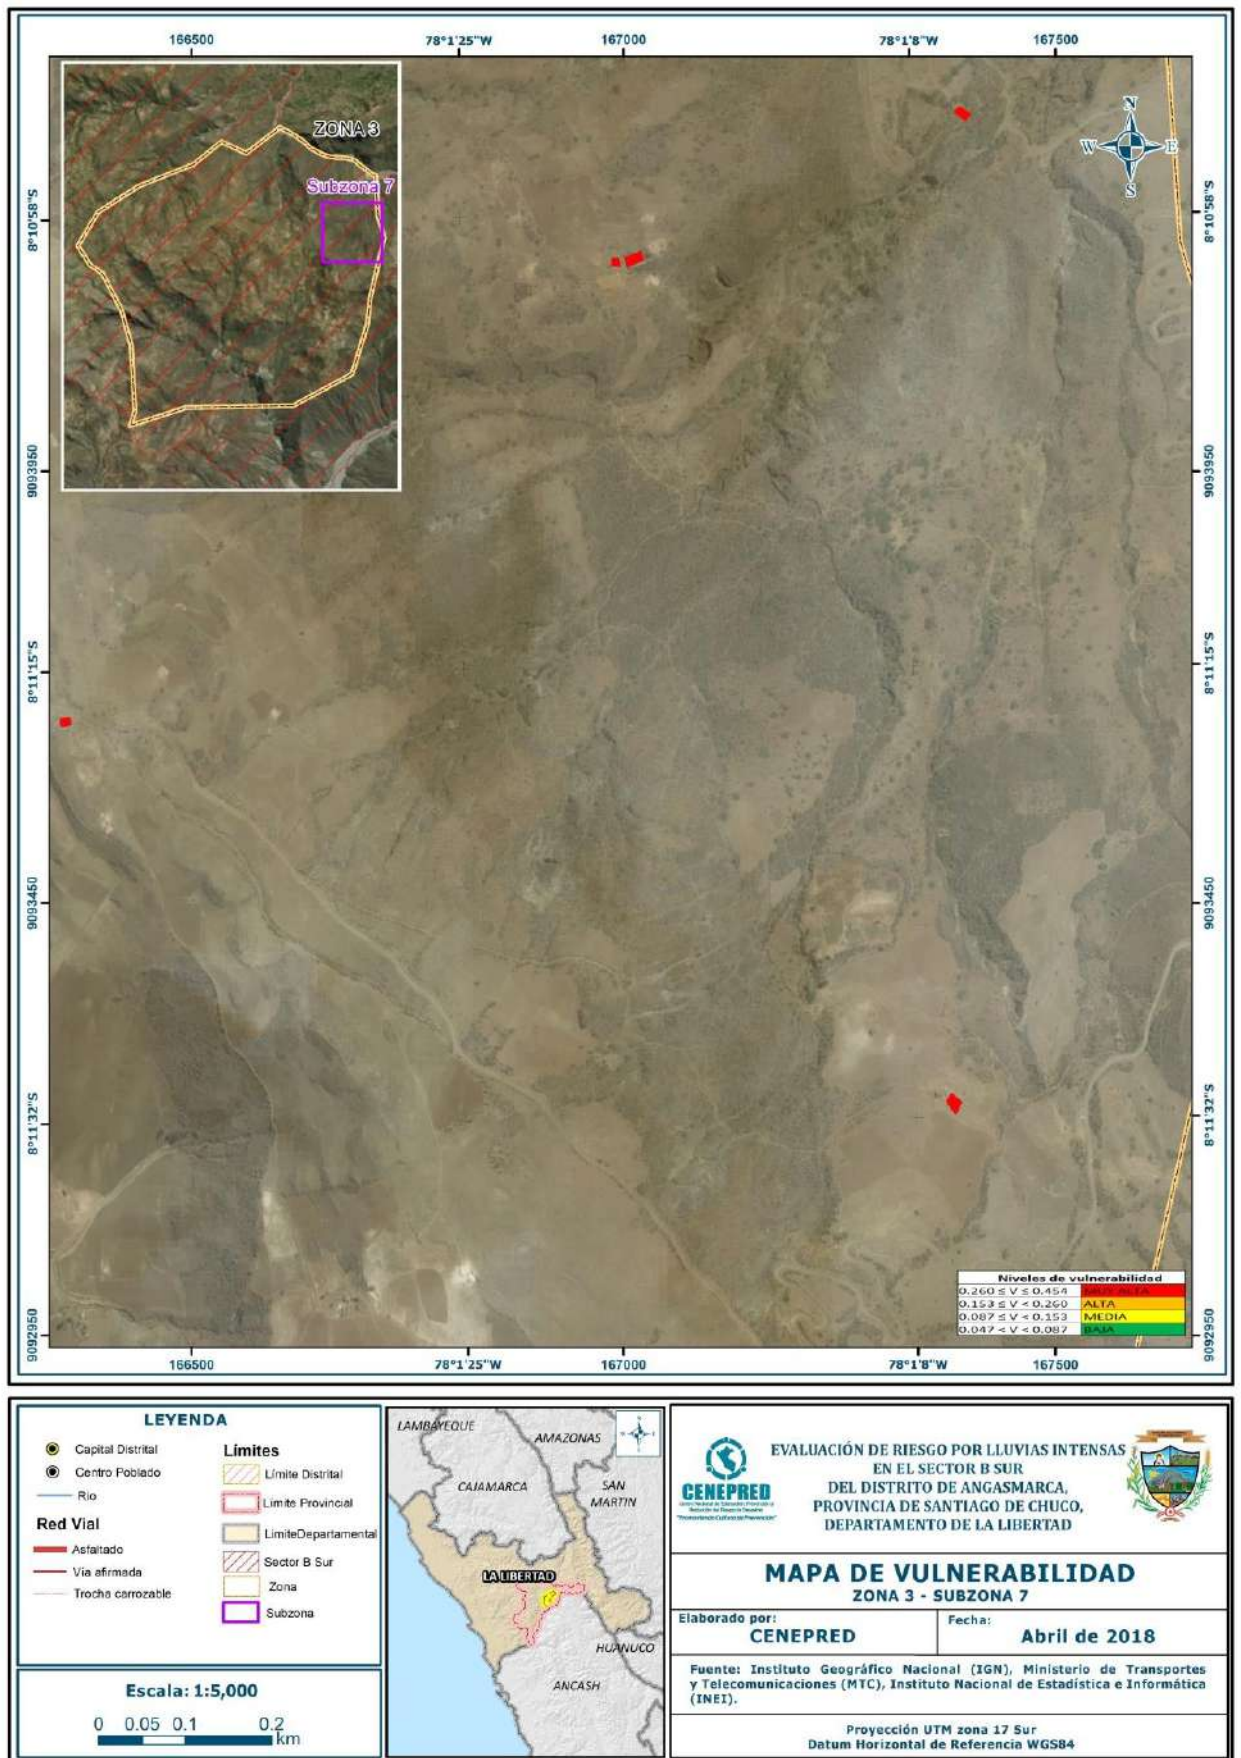 166500
78°1'25"W
167000
78°1'8"W
167500
ZONA 3
Subzona 7
N
W E
S
8°10'58"S
8°10'58"S
9093950
9093950
8°11'15"S
8°11'15"S
9093450
9093450
8°11'32"S
8°11'32"S
9092950
9092950
Niveles de vulnerabilidad
0.260 ≤ V ≤ 0.454 MUY ALTA
0.153 ≤ V < 0.260 ALTA
0.087 ≤ V < 0.153 MEDIA
0.047 < V < 0.087 BAJA
166500
78°1'25"W
167000
78°1'8"W
167500
LEYENDA
Capital Distrital
Centro Poblado
Rio
Red Vial
Asfaltado
Via afirmada
Trocha carrozable
Límites
Límite Distrital
Limite Provincial
LimiteDepartamental
Sector B Sur
Zona
Subzona
Escala: 1:5,000
0 0.05 0.1 0.2
km
LAMBAYEQUE
AMAZONAS
CAJAMARCA
SAN
MARTIN
LA LIBERTAD
HUANUCO
ANCASH
CENEPRED
EVALUACIÓN DE RIESGO POR LLUVIAS INTENSAS
EN EL SECTOR B SUR
DEL DISTRITO DE ANGASMARCA,
PROVINCIA DE SANTIAGO DE CHUCO,
DEPARTAMENTO DE LA LIBERTAD
MAPA DE VULNERABILIDAD
ZONA 3 - SUBZONA 7
Elaborado por:
CENEPRED
Fecha:
Abril de 2018
Fuente: Instituto Geográfico Nacional (IGN), Ministerio de Transportes
y Telecomunicaciones (MTC), Instituto Nacional de Estadística e Informática
(INEI).
Proyección UTM zona 17 Sur
Datum Horizontal de Referencia WGS84